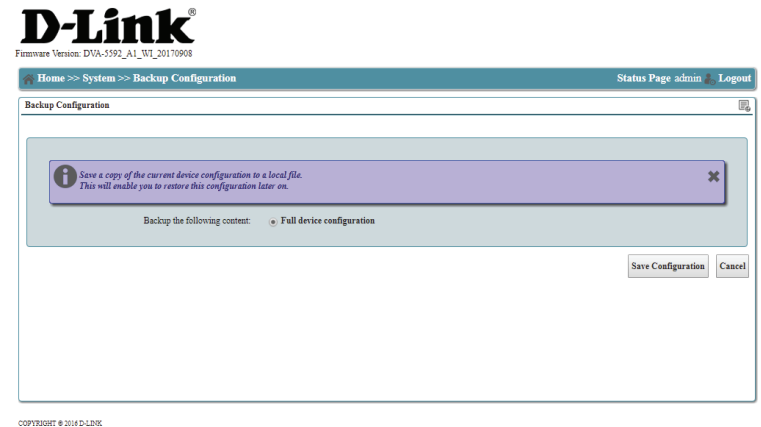 D-Link®
Firmware Version: DVA-5592_A1_WI_20170908
Home >> System >> Backup Configuration Status Page admin Logout
Backup Configuration
Save a copy of the current device configuration to a local file.
This will enable you to restore this configuration later on.
Backup the following content: Full device configuration
Save Configuration Cancel
COPYRIGHT © 2016 D-LINK